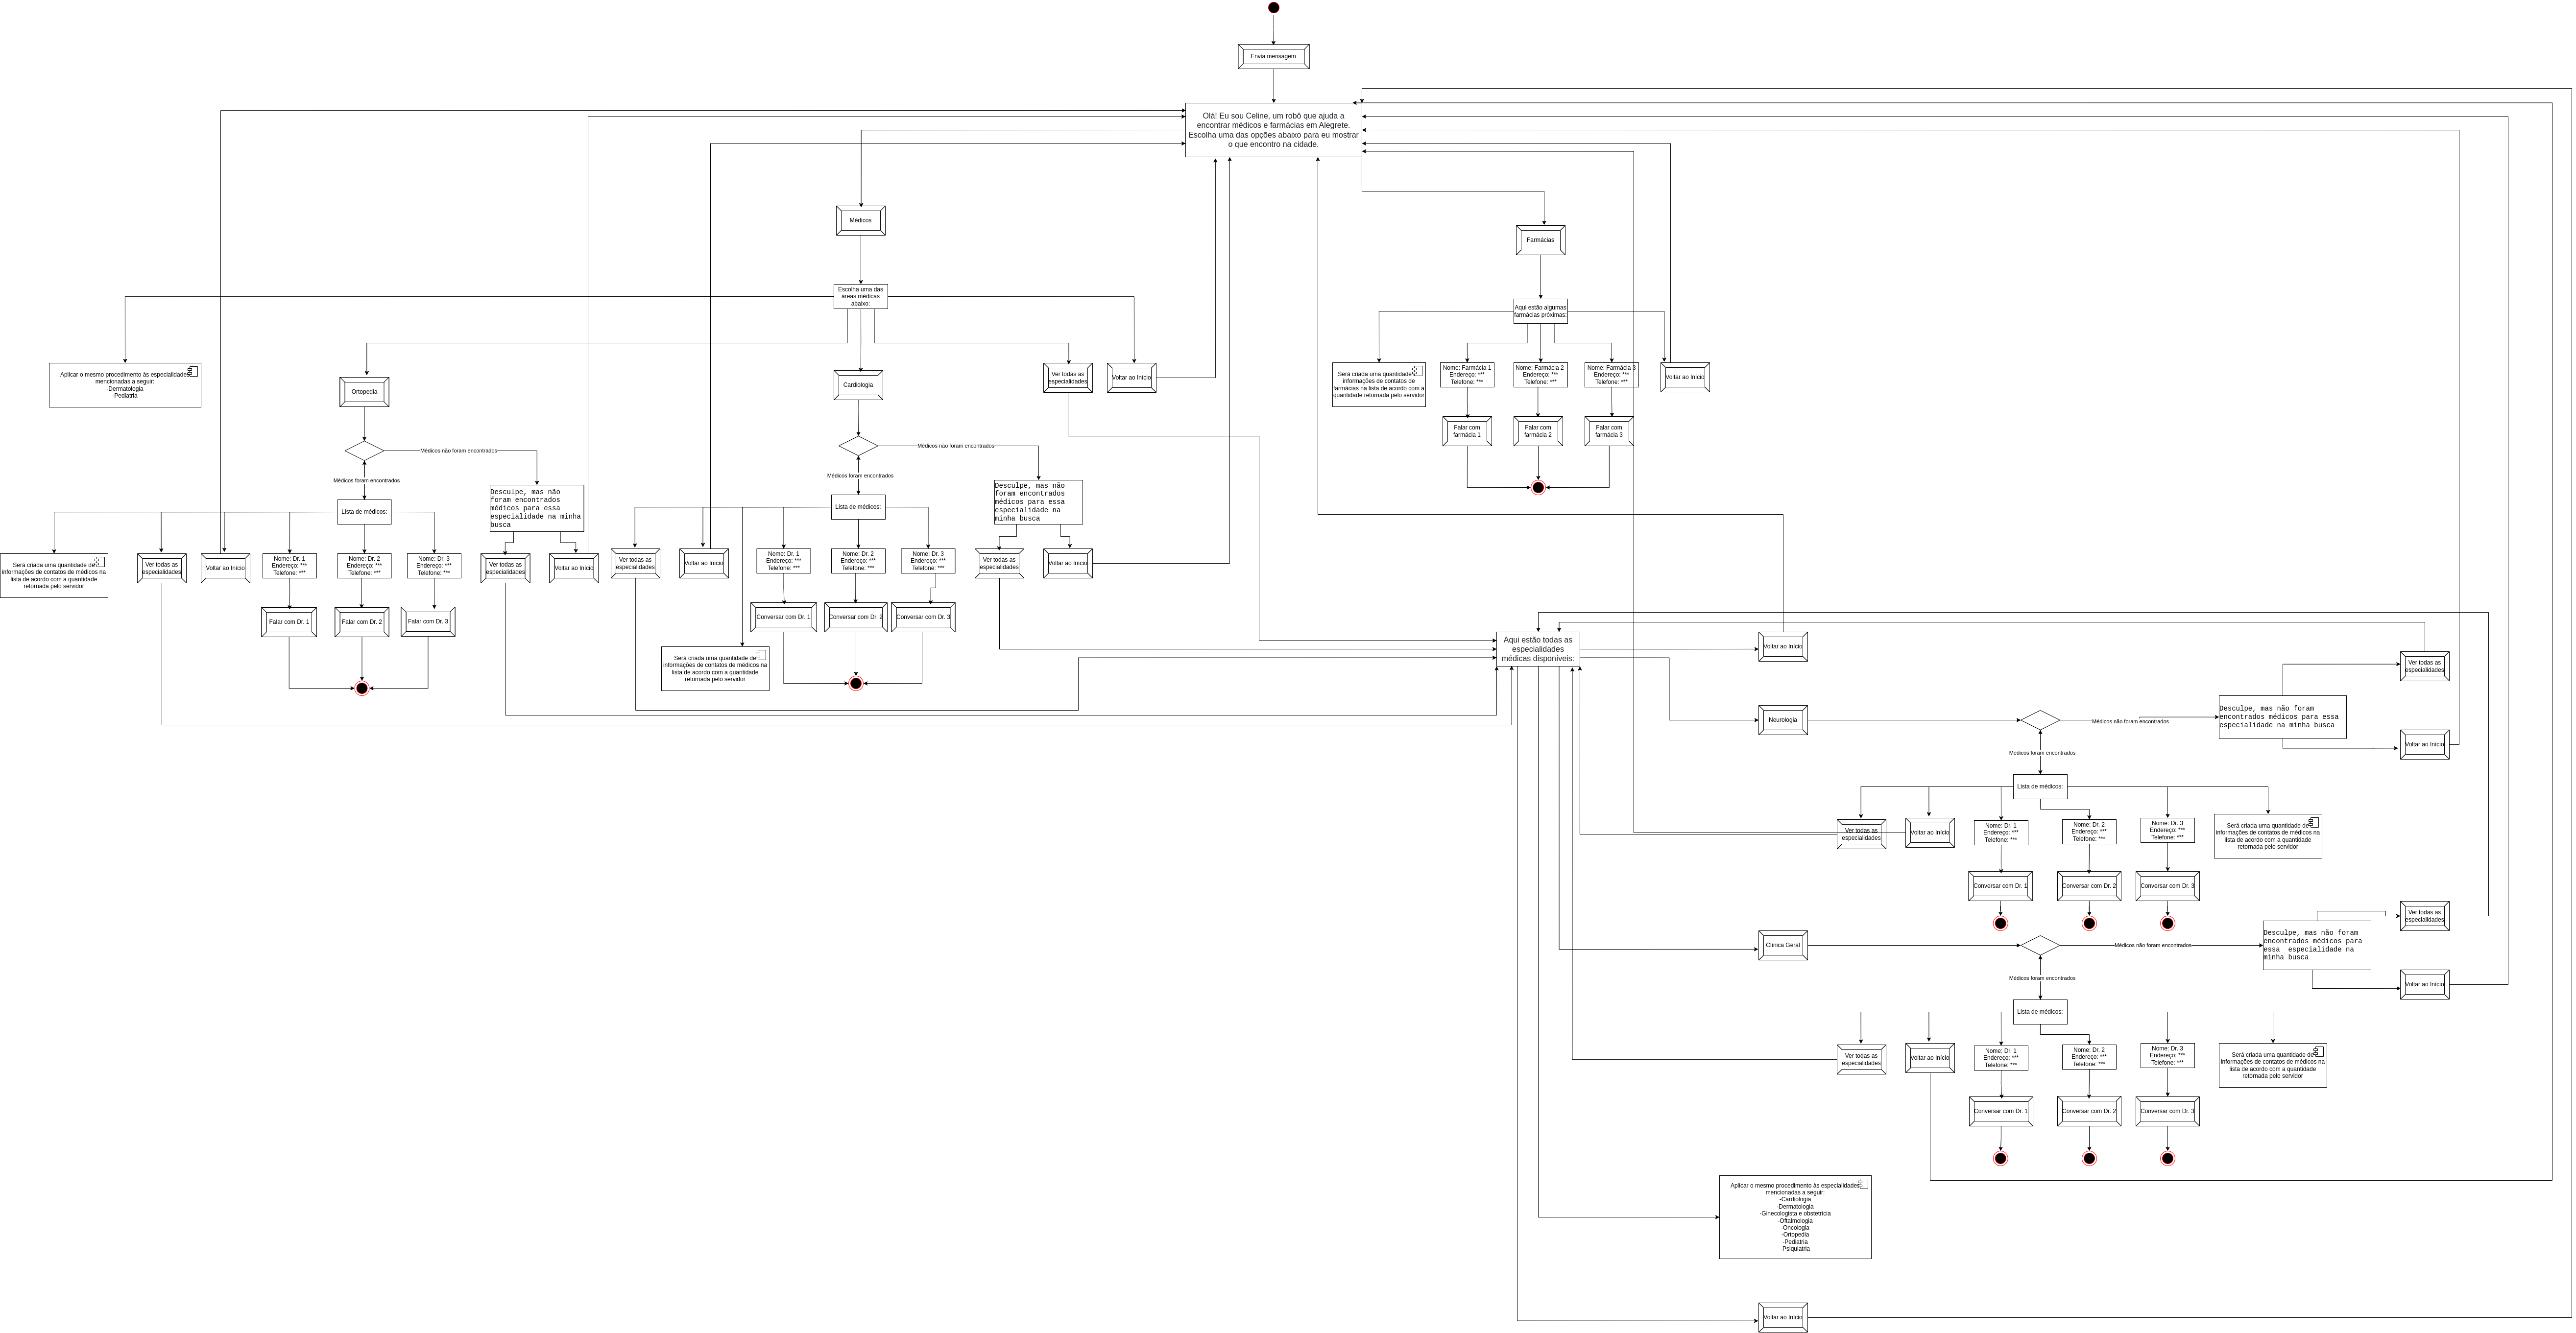 Envia mensagem
Olá! Eu sou Celine, um robô que ajuda a
encontrar médicos e farmácias em Alegrete.
Escolha uma das opções abaixo para eu mostrar
o que encontro na cidade.
Médicos
Farmácias
Escolha uma das
áreas médicas
abaixo:
Aqui estão algumas
farmácias próximas:
Aplicar o mesmo procedimento às especialidades
mencionadas a seguir:
-Dermatologia
-Pediatria
Ortopedia
Cardiologia
Ver todas as
especialidades
Voltar ao Início
Será criada uma quantidade de
informações de contatos de
farmácias na lista de acordo com a
quantidade retornada pelo servidor
Nome: Farmácia 1
Endereço: ***
Telefone: ***
Nome: Farmácia 2
Endereço: ***
Telefone: ***
Nome: Farmácia 3
Endereço: ***
Telefone: ***
Voltar ao Início
Falar com
farmácia 1
Falar com
farmácia 2
Falar com
farmácia 3
Médicos não foram encontrados
Médicos foram encontrados
Lista de médicos:
Desculpe, mas não
foram encontrados
médicos para essa
especialidade na minha
busca
Será criada uma quantidade de
informações de contatos de médicos na
lista de acordo com a quantidade
retornada pelo servidor
Ver todas as
especialidades
Voltar ao Início
Nome: Dr. 1
Endereço: ***
Telefone: ***
Nome: Dr. 2
Endereço: ***
Telefone: ***
Nome: Dr. 3
Endereço: ***
Telefone: ***
Ver todas as
especialidades
Voltar ao Início
Falar com Dr. 1
Falar com Dr. 2
Falar com Dr. 3
Médicos não foram encontrados
Médicos foram encontrados
Lista de médicos:
Desculpe, mas não
foram encontrados
médicos para essa
especialidade na
minha busca
Ver todas as
especialidades
Voltar ao Início
Nome: Dr. 1
Endereço: ***
Telefone: ***
Nome: Dr. 2
Endereço: ***
Telefone: ***
Nome: Dr. 3
Endereço: ***
Telefone: ***
Ver todas as
especialidades
Voltar ao Início
Conversar com Dr. 1
Conversar com Dr. 2
Conversar com Dr. 3
Será criada uma quantidade de
informações de contatos de médicos na
lista de acordo com a quantidade
retornada pelo servidor
Aqui estão todas as
especialidades
médicas disponíveis:
Voltar ao Início
Neurologia
Médicos não foram encontrados
Desculpe, mas não foram
encontrados médicos para essa
especialidade na minha busca
Ver todas as
especialidades
Voltar ao Início
Médicos foram encontrados
Lista de médicos:
Ver todas as
especialidades
Voltar ao Início
Nome: Dr. 1
Endereço: ***
Telefone: ***
Nome: Dr. 2
Endereço: ***
Telefone: ***
Nome: Dr. 3
Endereço: ***
Telefone: ***
Será criada uma quantidade de
informações de contatos de médicos na
lista de acordo com a quantidade
retornada pelo servidor
Conversar com Dr. 1
Conversar com Dr. 2
Conversar com Dr. 3
Clínica Geral
Médicos não foram encontrados
Desculpe, mas não foram
encontrados médicos para
essa  especialidade na
minha busca
Ver todas as
especialidades
Voltar ao Início
Médicos foram encontrados
Lista de médicos:
Ver todas as
especialidades
Voltar ao Início
Nome: Dr. 1
Endereço: ***
Telefone: ***
Nome: Dr. 2
Endereço: ***
Telefone: ***
Nome: Dr. 3
Endereço: ***
Telefone: ***
Será criada uma quantidade de
informações de contatos de médicos na
lista de acordo com a quantidade
retornada pelo servidor
Conversar com Dr. 1
Conversar com Dr. 2
Conversar com Dr. 3
Aplicar o mesmo procedimento às especialidades
mencionadas a seguir:
-Cardiologia
-Dermatologia
-Ginecologista e obstetrícia
-Oftalmologia
-Oncologia
-Ortopedia
-Pediatria
-Psiquiatria
Voltar ao Início